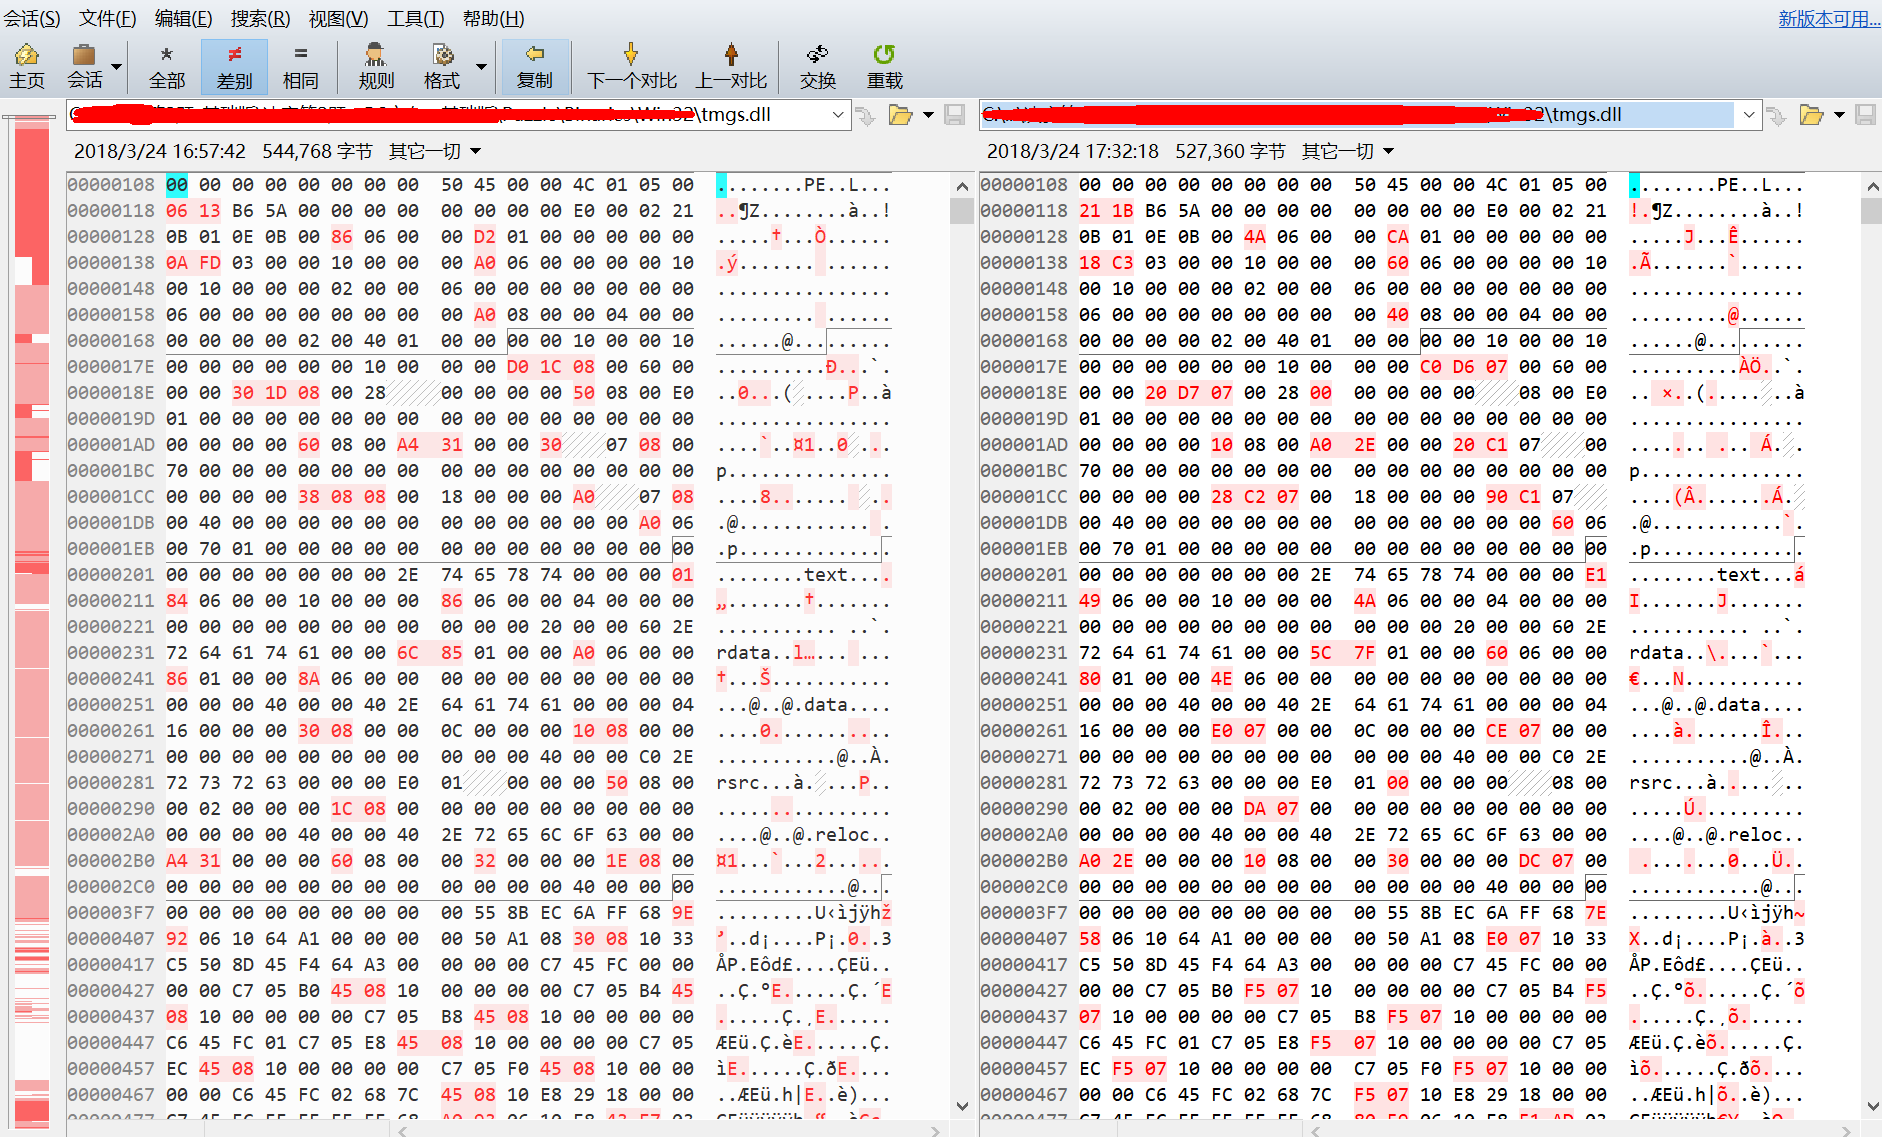 会话(S) 文件(F) 编辑(E) 搜索(R) 视图(V) 工具(T) 帮助(H) 新版本可用...
主页 会话 * 全部 ≠ 差别 = 相同 规则 格式 复制 下一个对比 上一对比 交换 重载
\tmgs.dll \tmgs.dll
2018/3/24 16:57:42 544,768 字节 其它一切 2018/3/24 17:32:18 527,360 字节 其它一切
00000108 00 00 00 00 00 00 00 00 50 45 00 00 4C 01 05 00 ........PE..L... 00000108 00 00 00 00 00 00 00 00 50 45 00 00 4C 01 05 00 ........PE..L...
00000118 06 13 B6 5A 00 00 00 00 00 00 00 00 E0 00 02 21 ..¶Z........à..! 00000118 21 1B B6 5A 00 00 00 00 00 00 00 00 E0 00 02 21 !.¶Z........à..!
00000128 0B 01 0E 0B 00 86 06 00 00 D2 01 00 00 00 00 00 .....†...Ò...... 00000128 0B 01 0E 0B 00 4A 06 00 00 CA 01 00 00 00 00 00 .....J...Ê......
00000138 0A FD 03 00 00 10 00 00 00 A0 06 00 00 00 00 10 .ý....... ...... 00000138 18 C3 03 00 00 10 00 00 00 60 06 00 00 00 00 10 .Ã.......`......
00000148 00 10 00 00 00 02 00 00 06 00 00 00 00 00 00 00 ................ 00000148 00 10 00 00 00 02 00 00 06 00 00 00 00 00 00 00 ................
00000158 06 00 00 00 00 00 00 00 00 A0 08 00 00 04 00 00 ......... ...... 00000158 06 00 00 00 00 00 00 00 00 40 08 00 00 04 00 00 .........@......
00000168 00 00 00 00 02 00 40 01 00 00 00 00 10 00 00 10 ......@......... 00000168 00 00 00 00 02 00 40 01 00 00 00 00 10 00 00 10 ......@.........
0000017E 00 00 00 00 00 00 10 00 00 00 D0 1C 08 00 60 00 ..........Ð...`. 0000017E 00 00 00 00 00 00 10 00 00 00 C0 D6 07 00 60 00 ..........ÀÖ..`.
0000018E 00 00 30 1D 08 00 28 00 00 00 00 50 08 00 E0 ..0...(....P..à 0000018E 00 00 20 D7 07 00 28 00 00 00 00 00 08 00 E0 .. ×..(.......à
0000019D 01 00 00 00 00 00 00 00 00 00 00 00 00 00 00 00 ................ 0000019D 01 00 00 00 00 00 00 00 00 00 00 00 00 00 00 00 ................
000001AD 00 00 00 00 60 08 00 A4 31 00 00 30 07 08 00 ....`..¤1..0... 000001AD 00 00 00 00 10 08 00 A0 2E 00 00 20 C1 07 00 ....... ... Á..
000001BC 70 00 00 00 00 00 00 00 00 00 00 00 00 00 00 00 p............... 000001BC 70 00 00 00 00 00 00 00 00 00 00 00 00 00 00 00 p...............
000001CC 00 00 00 00 38 08 08 00 18 00 00 00 A0 07 08 ....8....... .. 000001CC 00 00 00 00 28 C2 07 00 18 00 00 00 90 C1 07 ....(Â.......Á.
000001DB 00 40 00 00 00 00 00 00 00 00 00 00 00 00 A0 06 .@............ . 000001DB 00 40 00 00 00 00 00 00 00 00 00 00 00 00 60 06 .@............`.
000001EB 00 70 01 00 00 00 00 00 00 00 00 00 00 00 00 00 .p.............. 000001EB 00 70 01 00 00 00 00 00 00 00 00 00 00 00 00 00 .p..............
00000201 00 00 00 00 00 00 00 2E 74 65 78 74 00 00 00 01 ........text.... 00000201 00 00 00 00 00 00 00 2E 74 65 78 74 00 00 00 E1 ........text...á
00000211 84 06 00 00 10 00 00 00 86 06 00 00 04 00 00 00 „.......†....... 00000211 49 06 00 00 10 00 00 00 4A 06 00 00 04 00 00 00 I.......J.......
00000221 00 00 00 00 00 00 00 00 00 00 00 20 00 00 60 2E ........... ..`. 00000221 00 00 00 00 00 00 00 00 00 00 00 20 00 00 60 2E ........... ..`.
00000231 72 64 61 74 61 00 00 6C 85 01 00 00 A0 06 00 00 rdata..l…... ... 00000231 72 64 61 74 61 00 00 5C 7F 01 00 00 60 06 00 00 rdata..\....`...
00000241 86 01 00 00 8A 06 00 00 00 00 00 00 00 00 00 00 †...Š........... 00000241 80 01 00 00 4E 06 00 00 00 00 00 00 00 00 00 00 €...N...........
00000251 00 00 00 40 00 00 40 2E 64 61 74 61 00 00 00 04 ...@..@.data.... 00000251 00 00 00 40 00 00 40 2E 64 61 74 61 00 00 00 04 ...@..@.data....
00000261 16 00 00 00 30 08 00 00 0C 00 00 00 10 08 00 00 ....0........... 00000261 16 00 00 00 E0 07 00 00 0C 00 00 00 CE 07 00 00 ....à.......Î...
00000271 00 00 00 00 00 00 00 00 00 00 00 40 00 00 C0 2E ...........@..À. 00000271 00 00 00 00 00 00 00 00 00 00 00 40 00 00 C0 2E ...........@..À.
00000281 72 73 72 63 00 00 00 E0 01 00 00 00 50 08 00 rsrc...à....P.. 00000281 72 73 72 63 00 00 00 E0 01 00 00 00 00 08 00 rsrc...à.......
00000290 00 02 00 00 00 1C 08 00 00 00 00 00 00 00 00 00 ................ 00000290 00 02 00 00 00 DA 07 00 00 00 00 00 00 00 00 00 .....Ú..........
000002A0 00 00 00 00 40 00 00 40 2E 72 65 6C 6F 63 00 00 ....@..@.reloc.. 000002A0 00 00 00 00 40 00 00 40 2E 72 65 6C 6F 63 00 00 ....@..@.reloc..
000002B0 A4 31 00 00 00 60 08 00 00 32 00 00 00 1E 08 00 ¤1...`...2...... 000002B0 A0 2E 00 00 00 10 08 00 00 30 00 00 00 DC 07 00 ........0...Ü..
000002C0 00 00 00 00 00 00 00 00 00 00 00 00 40 00 00 00 ............@... 000002C0 00 00 00 00 00 00 00 00 00 00 00 00 40 00 00 00 ............@...
000003F7 00 00 00 00 00 00 00 00 00 55 8B EC 6A FF 68 9E .........U‹ìjÿhž 000003F7 00 00 00 00 00 00 00 00 00 55 8B EC 6A FF 68 7E .........U‹ìjÿh~
00000407 92 06 10 64 A1 00 00 00 00 50 A1 08 30 08 10 33 ’..d¡....P¡.0..3 00000407 58 06 10 64 A1 00 00 00 00 50 A1 08 E0 07 10 33 X..d¡....P¡.à..3
00000417 C5 50 8D 45 F4 64 A3 00 00 00 00 C7 45 FC 00 00 ÅP.Eôd£....ÇEü.. 00000417 C5 50 8D 45 F4 64 A3 00 00 00 00 C7 45 FC 00 00 ÅP.Eôd£....ÇEü..
00000427 00 00 C7 05 B0 45 08 10 00 00 00 00 C7 05 B4 45 ..Ç.°E......Ç.´E 00000427 00 00 C7 05 B0 F5 07 10 00 00 00 00 C7 05 B4 F5 ..Ç.°õ......Ç.´õ
00000437 08 10 00 00 00 00 C7 05 B8 45 08 10 00 00 00 00 ......Ç.¸E...... 00000437 07 10 00 00 00 00 C7 05 B8 F5 07 10 00 00 00 00 ......Ç.¸õ......
00000447 C6 45 FC 01 C7 05 E8 45 08 10 00 00 00 00 C7 05 ÆEü.Ç.èE......Ç. 00000447 C6 45 FC 01 C7 05 E8 F5 07 10 00 00 00 00 C7 05 ÆEü.Ç.èõ......Ç.
00000457 EC 45 08 10 00 00 00 00 C7 05 F0 45 08 10 00 00 ìE......Ç.ðE.... 00000457 EC F5 07 10 00 00 00 00 C7 05 F0 F5 07 10 00 00 ìõ......Ç.ðõ....
00000467 00 00 C6 45 FC 02 68 7C 45 08 10 E8 29 18 00 00 ..ÆEü.h|E..è)... 00000467 00 00 C6 45 FC 02 68 7C F5 07 10 E8 29 18 00 00 ..ÆEü.h|õ..è)...